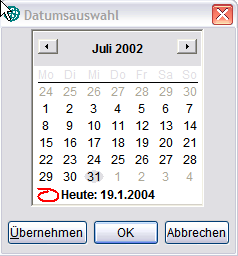 Datumsauswahl
Juli 2002
Mo Di Mi Do Fr Sa So
24 25 26 27 28 29 30
1 2 3 4 5 6 7
8 9 10 11 12 13 14
15 16 17 18 19 20 21
22 23 24 25 26 27 28
29 30 31 1 2 3 4
Heute: 19.1.2004
Übernehmen OK Abbrechen